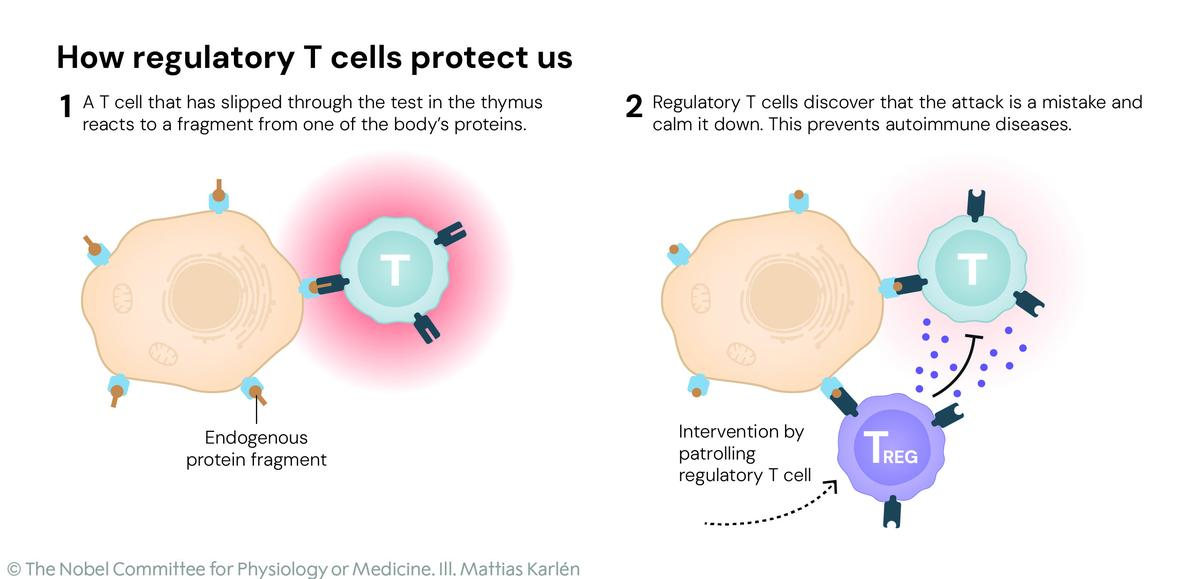 How regulatory T cells protect us
1 A T cell that has slipped through the test in the thymus
reacts to a fragment from one of the body’s proteins.
T
Endogenous
protein fragment
2 Regulatory T cells discover that the attack is a mistake and
calm it down. This prevents autoimmune diseases.
T
Intervention by
patrolling
regulatory T cell
TREG
© The Nobel Committee for Physiology or Medicine. Ill. Mattias Karlén